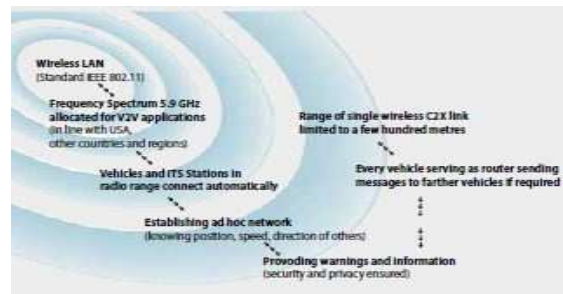 Wireless LAN
(Standard IEEE 802.11)
Frequency Spectrum 5.9 GHz
allocated for V2V applications
(in line with USA,
other countries and regions)
Vehicles and ITS Stations in
radio range connect automatically
Establishing ad hoc network
(knowing position, speed, direction of others)
Provoding warnings and information
(security and privacy ensured)
Range of single wireless C2X link
limited to a few hundred metres
Every vehicle serving as router sending
messages to farther vehicles if required